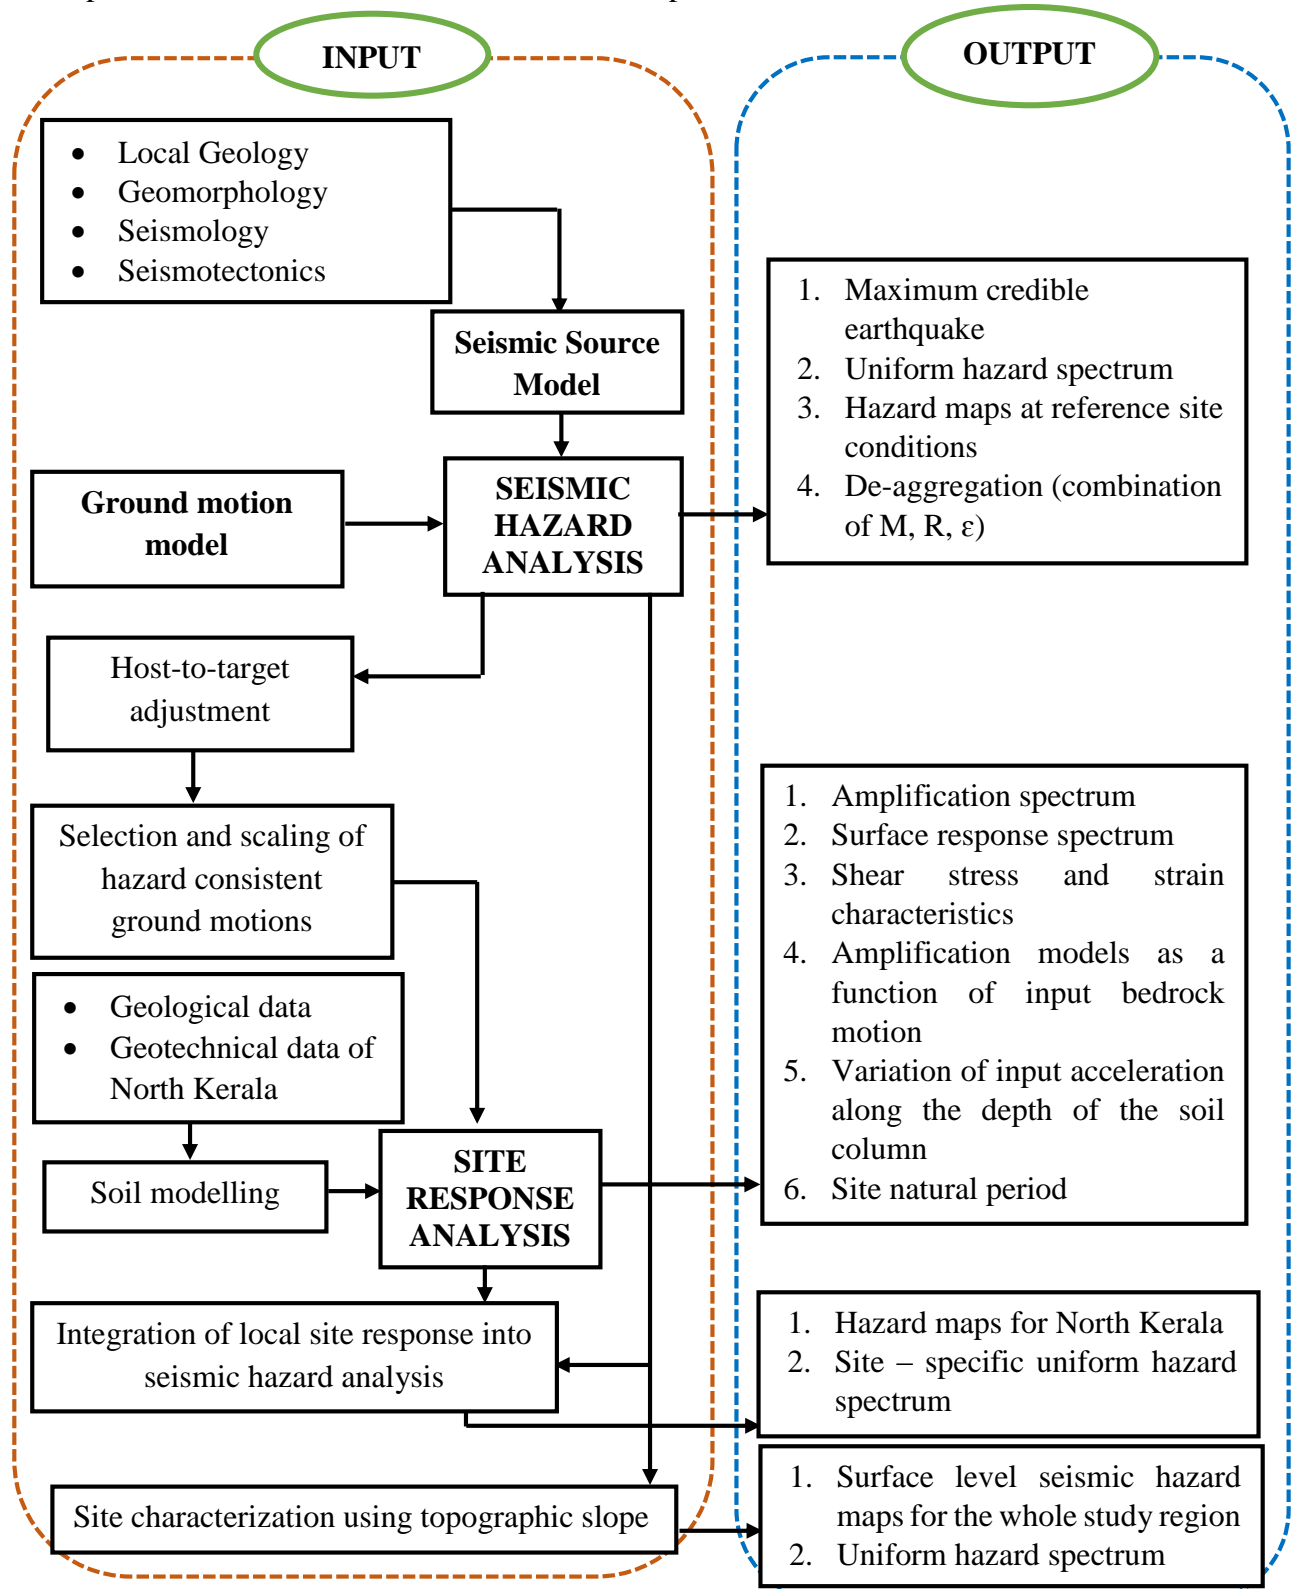 INPUT
OUTPUT
• Local Geology
• Geomorphology
• Seismology
• Seismotectonics
Seismic Source
Model
Ground motion
model
SEISMIC
HAZARD
ANALYSIS
1. Maximum credible
earthquake
2. Uniform hazard spectrum
3. Hazard maps at reference site
conditions
4. De-aggregation (combination
of M, R, ε)
Host-to-target
adjustment
Selection and scaling of
hazard consistent
ground motions
• Geological data
• Geotechnical data of
North Kerala
Soil modelling
SITE
RESPONSE
ANALYSIS
1. Amplification spectrum
2. Surface response spectrum
3. Shear stress and strain
characteristics
4. Amplification models as a
function of input bedrock
motion
5. Variation of input acceleration
along the depth of the soil
column
6. Site natural period
Integration of local site response into
seismic hazard analysis
1. Hazard maps for North Kerala
2. Site – specific uniform hazard
spectrum
Site characterization using topographic slope
1. Surface level seismic hazard
maps for the whole study region
2. Uniform hazard spectrum